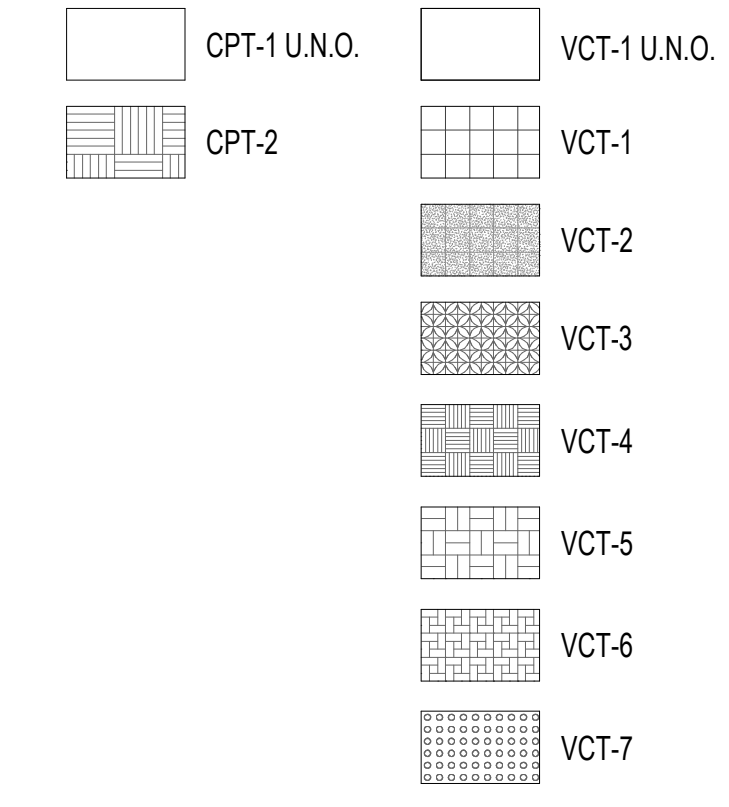 CPT-1 U.N.O.
CPT-2
VCT-1 U.N.O.
VCT-1
VCT-2
VCT-3
VCT-4
VCT-5
VCT-6
VCT-7